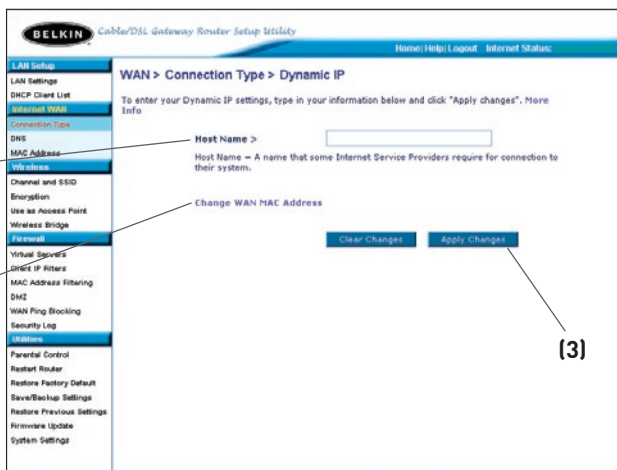 BELKIN
Cable/DSL Gateway Router Setup Utility
Home|Help|Logout Internet Status:
LAN Setup
LAN Settings
DHCP Client List
Internet WAN
Connection Type
DNS
MAC Address
Wireless
Channel and SSID
Encryption
Use as Access Point
Wireless Bridge
Firewall
Virtual Servers
Client IP Filters
MAC Address Filtering
DMZ
WAN Ping Blocking
Security Log
Utilities
Parental Control
Restart Router
Restore Factory Default
Save/Backup Settings
Restore Previous Settings
Firmware Update
System Settings
WAN > Connection Type > Dynamic IP
To enter your Dynamic IP settings, type in your information below and click "Apply changes". More
Info
Host Name >
Host Name = A name that some Internet Service Providers require for connection to
their system.
Change WAN MAC Address
Clear Changes Apply Changes
(3)